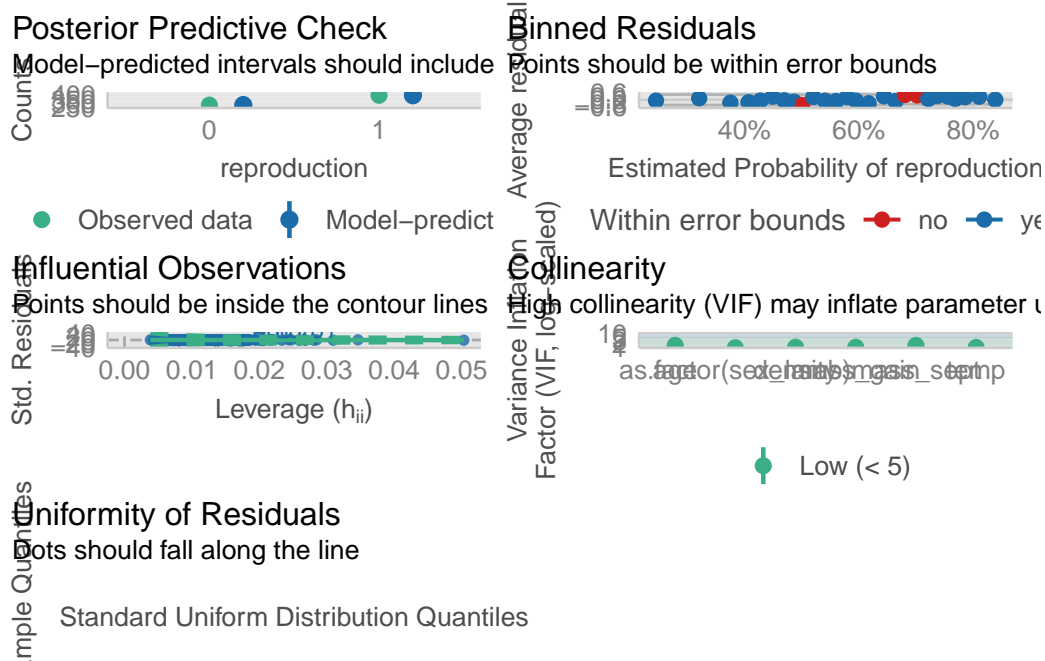 Posterior Predictive Check
Model−predicted intervals should include
Counts
0
1
reproduction
Observed data
Model−predict
Binned Residuals
Points should be within error bounds
Average residual
40%
60%
80%
Estimated Probability of reproduction
Within error bounds
no
ye
Influential Observations
Points should be inside the contour lines
Std. Residuals
0.00
0.01
0.02
0.03
0.04
0.05
Leverage (hii)
Collinearity
High collinearity (VIF) may inflate parameter u
Variance Inflation
Factor (VIF, log−scaled)
Low (< 5)
Uniformity of Residuals
Dots should fall along the line
mple Quantiles
Standard Uniform Distribution Quantiles